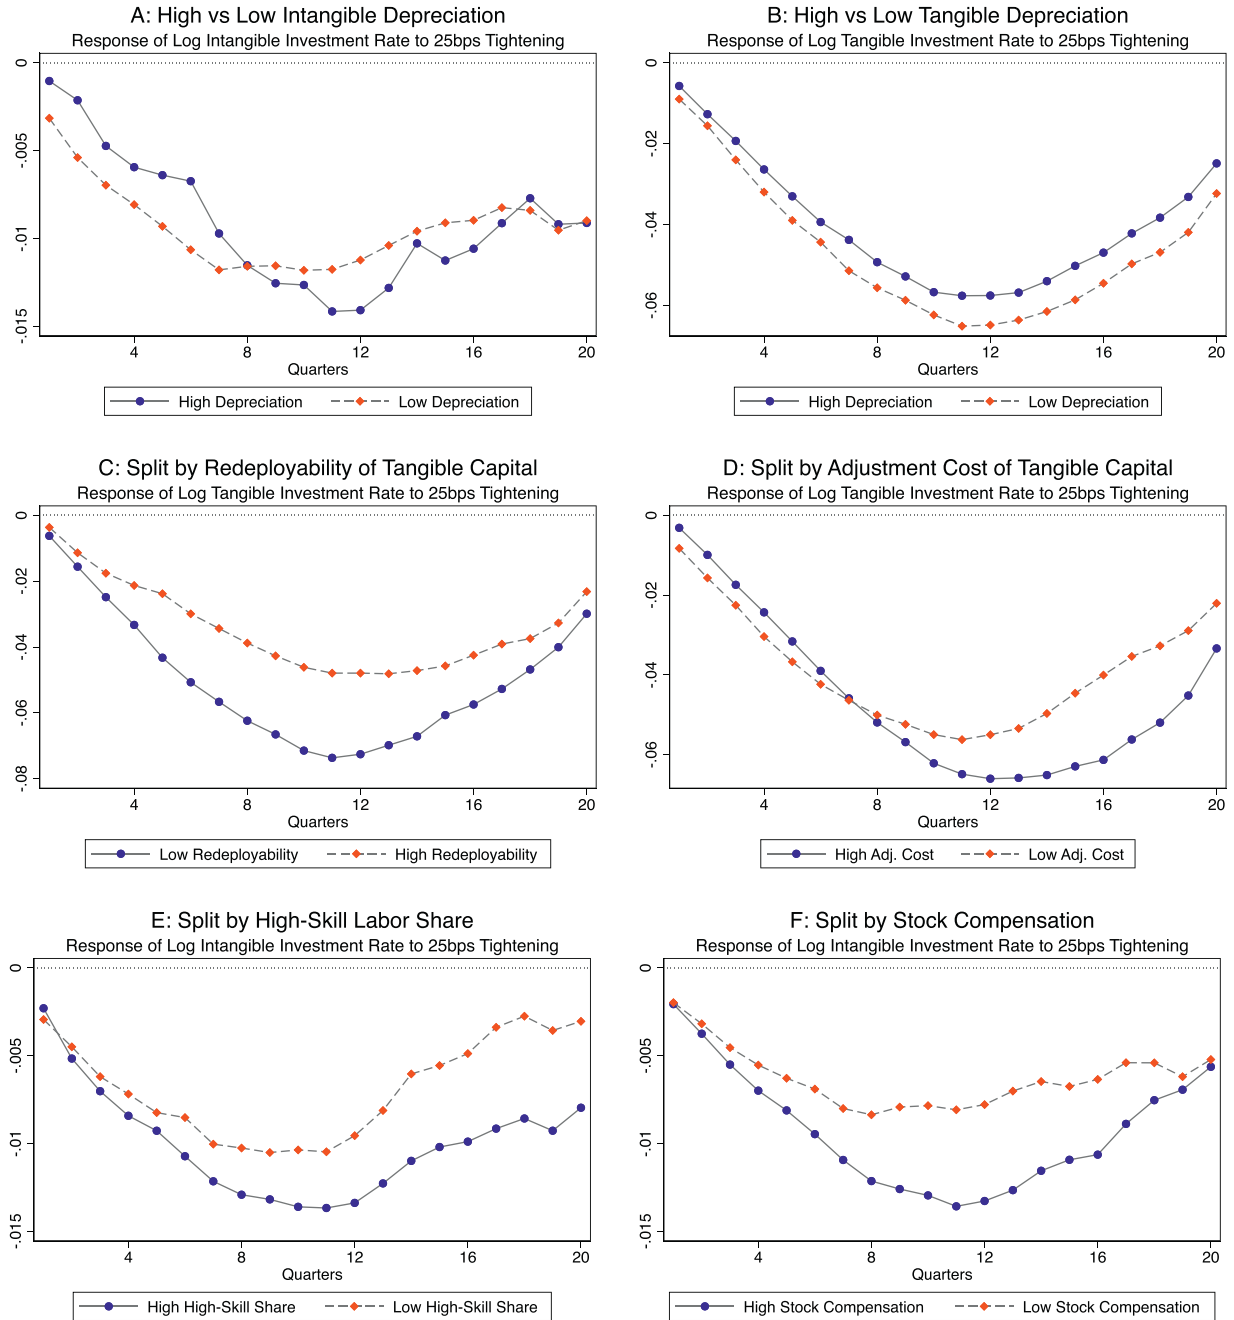 A: High vs Low Intangible Depreciation
Response of Log Intangible Investment Rate to 25bps Tightening
0
-.005
-.01
-.015
4 8 12 16 20
Quarters
High Depreciation Low Depreciation
B: High vs Low Tangible Depreciation
Response of Log Tangible Investment Rate to 25bps Tightening
0
-.02
-.04
-.06
4 8 12 16 20
Quarters
High Depreciation Low Depreciation
C: Split by Redeployability of Tangible Capital
Response of Log Tangible Investment Rate to 25bps Tightening
0
-.02
-.04
-.06
-.08
4 8 12 16 20
Quarters
Low Redeployability High Redeployability
D: Split by Adjustment Cost of Tangible Capital
Response of Log Tangible Investment Rate to 25bps Tightening
0
-.02
-.04
-.06
4 8 12 16 20
Quarters
High Adj. Cost Low Adj. Cost
E: Split by High-Skill Labor Share
Response of Log Intangible Investment Rate to 25bps Tightening
0
-.005
-.01
-.015
4 8 12 16 20
Quarters
High High-Skill Share Low High-Skill Share
F: Split by Stock Compensation
Response of Log Intangible Investment Rate to 25bps Tightening
0
-.005
-.01
-.015
4 8 12 16 20
Quarters
High Stock Compensation Low Stock Compensation